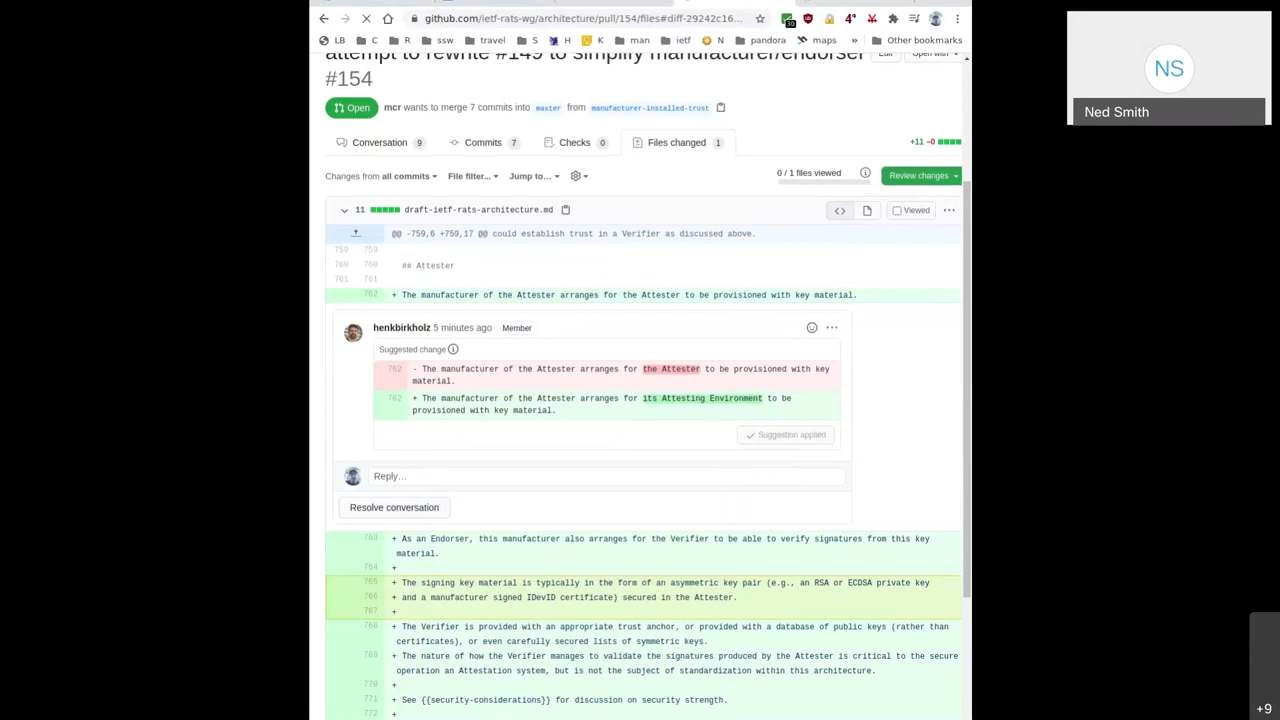 github.com/ietf-rats-wg/architecture/pull/154/files#diff-29242c16...
30
4⁺
LB C R ssw travel S H K man ietf N pandora maps » Other bookmarks
attempt to rewrite #149 to simplify manufacturer/endorser
Edit
Open with
#154
Open
mcr wants to merge 7 commits into master from manufacturer-installed-trust
Conversation 9
Commits 7
Checks 0
Files changed 1
+11 −0
Changes from all commits
File filter...
Jump to...
0 / 1 files viewed
Review changes
11 draft-ietf-rats-architecture.md
Viewed
@@ -759,6 +759,17 @@ could establish trust in a Verifier as discussed above.
759 759
760 760 ## Attester
761 761
762 + The manufacturer of the Attester arranges for the Attester to be provisioned with key material.
henkbirkholz 5 minutes ago Member
Suggested change
762 - The manufacturer of the Attester arranges for the Attester to be provisioned with key
material.
762 + The manufacturer of the Attester arranges for its Attesting Environment to be
provisioned with key material.
Suggestion applied
Reply…
Resolve conversation
763 + As an Endorser, this manufacturer also arranges for the Verifier to be able to verify signatures from this key
material.
764 +
765 + The signing key material is typically in the form of an asymmetric key pair (e.g., an RSA or ECDSA private key
766 + and a manufacturer signed IDevID certificate) secured in the Attester.
767 +
768 + The Verifier is provided with an appropriate trust anchor, or provided with a database of public keys (rather than
certificates), or even carefully secured lists of symmetric keys.
769 + The nature of how the Verifier manages to validate the signatures produced by the Attester is critical to the secure
operation an Attestation system, but is not the subject of standardization within this architecture.
770 +
771 + See {{security-considerations}} for discussion on security strength.
772 +
NS
Ned Smith
+9